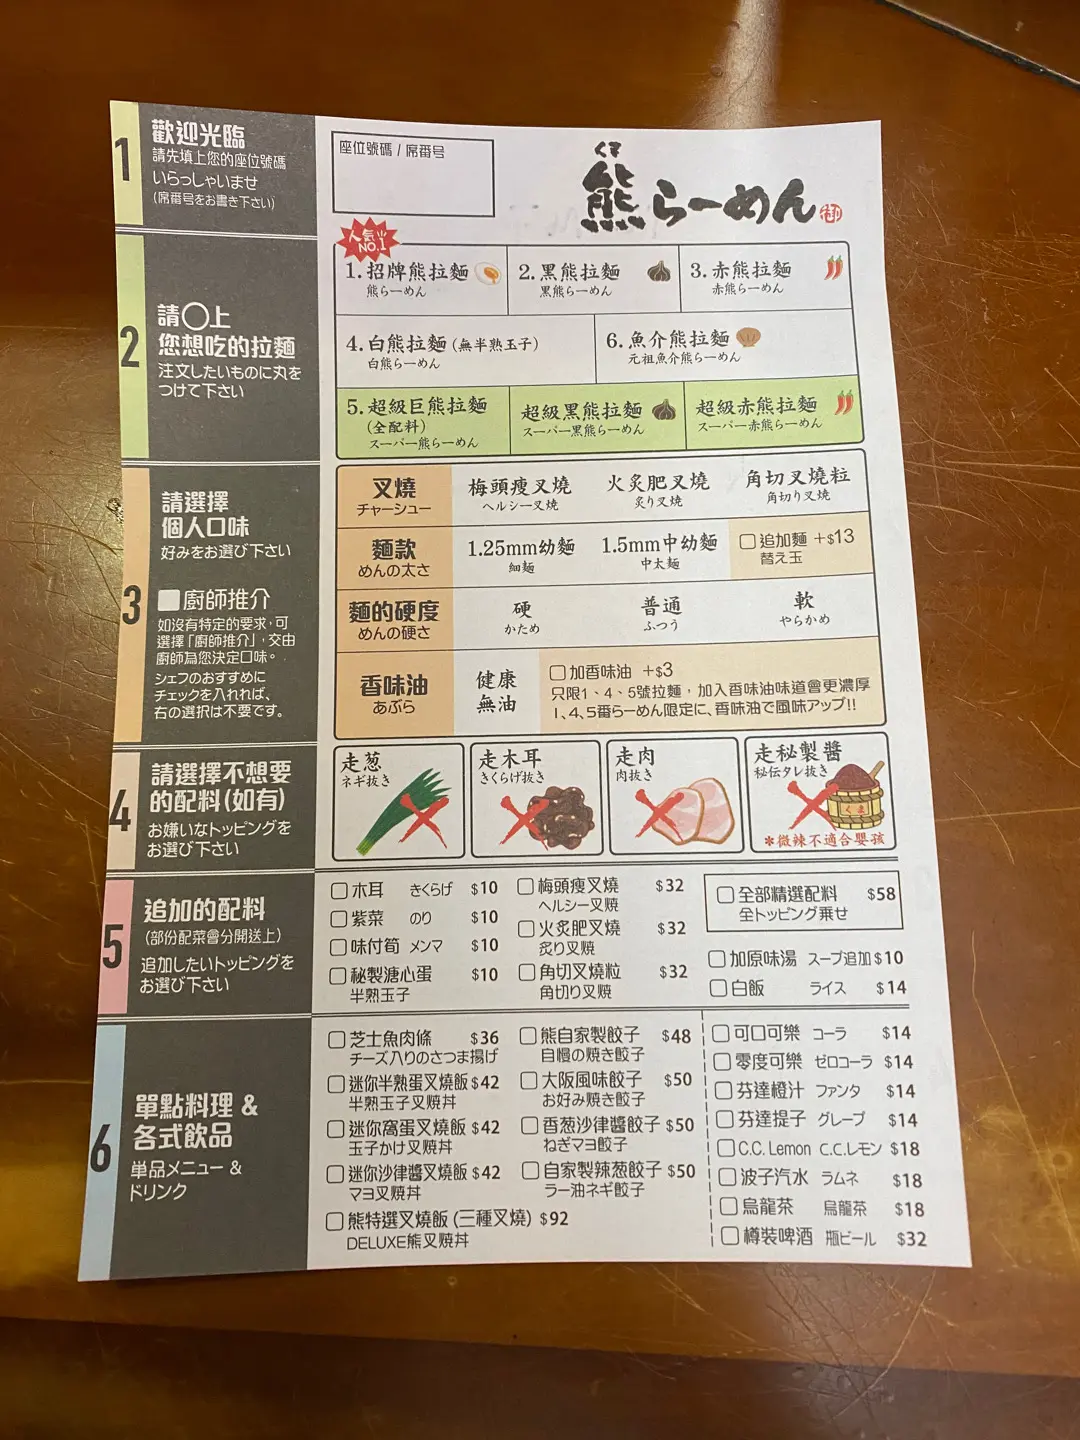 1
歡迎光臨
請先填上您的座位號碼
いらっしゃいませ
(席番号をお書き下さい)
座位號碼 / 席番号
くま
熊らーめん
御
2
請○上
您想吃的拉麵
注文したいものに丸を
つけて下さい
人気
NO.1
1.招牌熊拉麵
熊らーめん
2.黑熊拉麵
黒熊らーめん
3.赤熊拉麵
赤熊らーめん
4.白熊拉麵(無半熟玉子)
白熊らーめん
6.魚介熊拉麵
元祖魚介熊らーめん
5.超級巨熊拉麵
(全配料)
スーパー熊らーめん
超級黑熊拉麵
スーパー黒熊らーめん
超級赤熊拉麵
スーパー赤熊らーめん
3
請選擇
個人口味
好みをお選び下さい
廚師推介
如沒有特定的要求,可
選擇「廚師推介」,交由
廚師為您決定口味。
シェフのおすすめに
チェックを入れれば、
右の選択は不要です。
叉燒
チャーシュー
梅頭瘦叉燒
ヘルシー叉焼
火炙肥叉燒
炙り叉焼
角切叉燒粒
角切り叉焼
麵款
めんの太さ
1.25mm幼麵
細麺
1.5mm中幼麵
中太麺
追加麵 +$13
替え玉
麵的硬度
めんの硬さ
硬
かため
普通
ふつう
軟
やらかめ
香味油
あぶら
健康
無油
加香味油 +$3
只限1、4、5號拉麵,加入香味油味道會更濃厚
1、4、5番らーめん限定に、香味油で風味アップ!!
4
請選擇不想要
的配料(如有)
お嫌いなトッピングを
お選び下さい
走葱
ネギ抜き
走木耳
きくらげ抜き
走肉
肉抜き
走秘製醬
秘伝タレ抜き
くま
*微辣不適合嬰孩
5
追加的配料
(部份配菜會分開送上)
追加したいトッピングを
お選び下さい
木耳 きくらげ $10
紫菜 のり $10
味付筍 メンマ $10
秘製溏心蛋 $10
半熟玉子
梅頭瘦叉燒 $32
ヘルシー叉焼
火炙肥叉燒 $32
炙り叉焼
角切叉燒粒 $32
角切り叉焼
全部精選配料 $58
全トッピング乗せ
加原味湯 スープ追加 $10
白飯 ライス $14
6
單點料理 &
各式飲品
単品メニュー &
ドリンク
芝士魚肉條 $36
チーズ入りのさつま揚げ
迷你半熟蛋叉燒飯 $42
半熟玉子叉焼丼
迷你窩蛋叉燒飯 $42
玉子かけ叉焼丼
迷你沙律醬叉燒飯 $42
マヨ叉焼丼
熊特選叉燒飯 (三種叉燒) $92
DELUXE熊叉焼丼
熊自家製餃子 $48
自慢の焼き餃子
大阪風味餃子 $50
お好み焼き餃子
香葱沙律醬餃子 $50
ねぎマヨ餃子
自家製辣葱餃子 $50
ラー油ネギ餃子
可口可樂 コーラ $14
零度可樂 ゼロコーラ $14
芬達橙汁 ファンタ $14
芬達提子 グレープ $14
C.C. Lemon C.C.レモン $18
波子汽水 ラムネ $18
烏龍茶 烏龍茶 $18
樽裝啤酒 瓶ビール $32